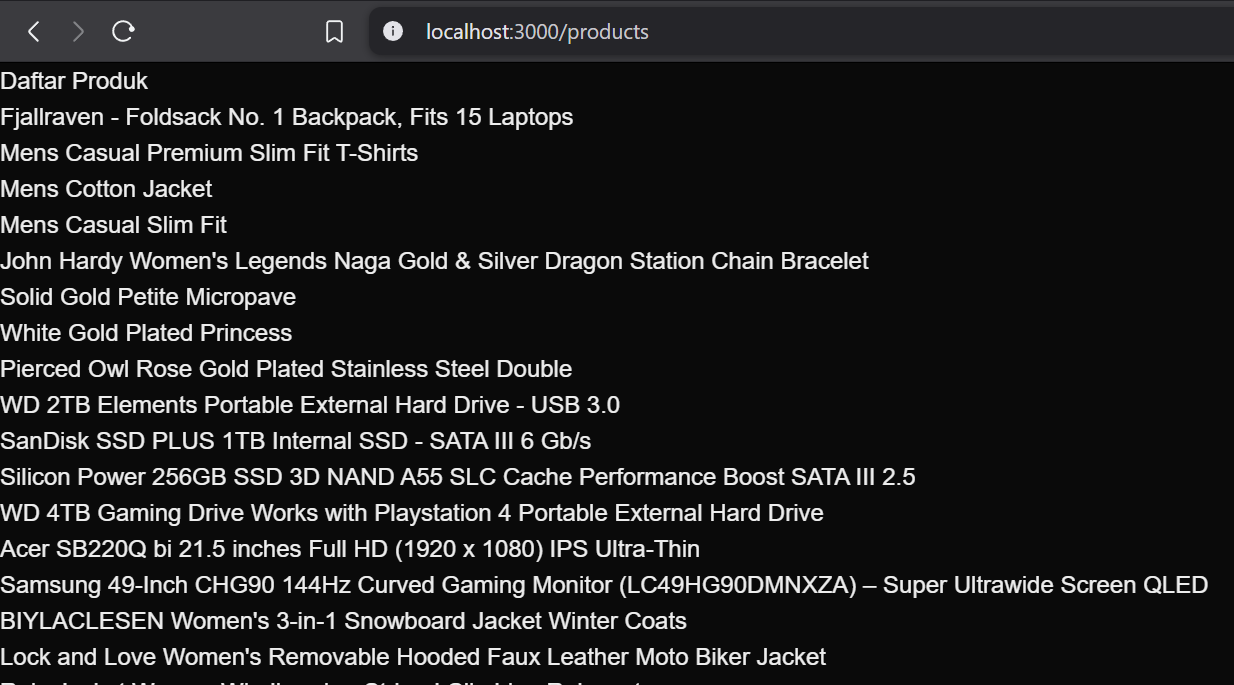 localhost:3000/products
Daftar Produk
Fjallraven - Foldsack No. 1 Backpack, Fits 15 Laptops
Mens Casual Premium Slim Fit T-Shirts
Mens Cotton Jacket
Mens Casual Slim Fit
John Hardy Women's Legends Naga Gold & Silver Dragon Station Chain Bracelet
Solid Gold Petite Micropave
White Gold Plated Princess
Pierced Owl Rose Gold Plated Stainless Steel Double
WD 2TB Elements Portable External Hard Drive - USB 3.0
SanDisk SSD PLUS 1TB Internal SSD - SATA III 6 Gb/s
Silicon Power 256GB SSD 3D NAND A55 SLC Cache Performance Boost SATA III 2.5
WD 4TB Gaming Drive Works with Playstation 4 Portable External Hard Drive
Acer SB220Q bi 21.5 inches Full HD (1920 x 1080) IPS Ultra-Thin
Samsung 49-Inch CHG90 144Hz Curved Gaming Monitor (LC49HG90DMNXZA) – Super Ultrawide Screen QLED
BIYLACLESEN Women's 3-in-1 Snowboard Jacket Winter Coats
Lock and Love Women's Removable Hooded Faux Leather Moto Biker Jacket